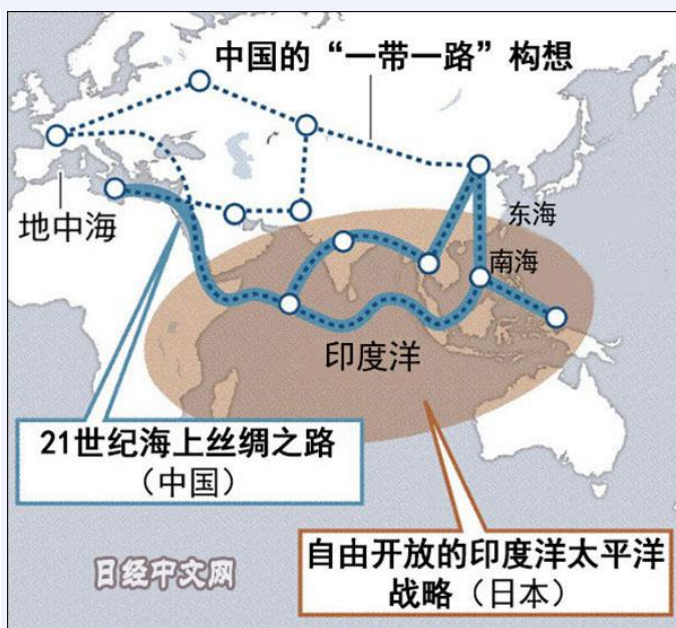 中国的“一带一路”构想
地中海
东海
南海
印度洋
21世纪海上丝绸之路
（中国）
自由开放的印度洋太平洋
战略（日本）
日经中文网